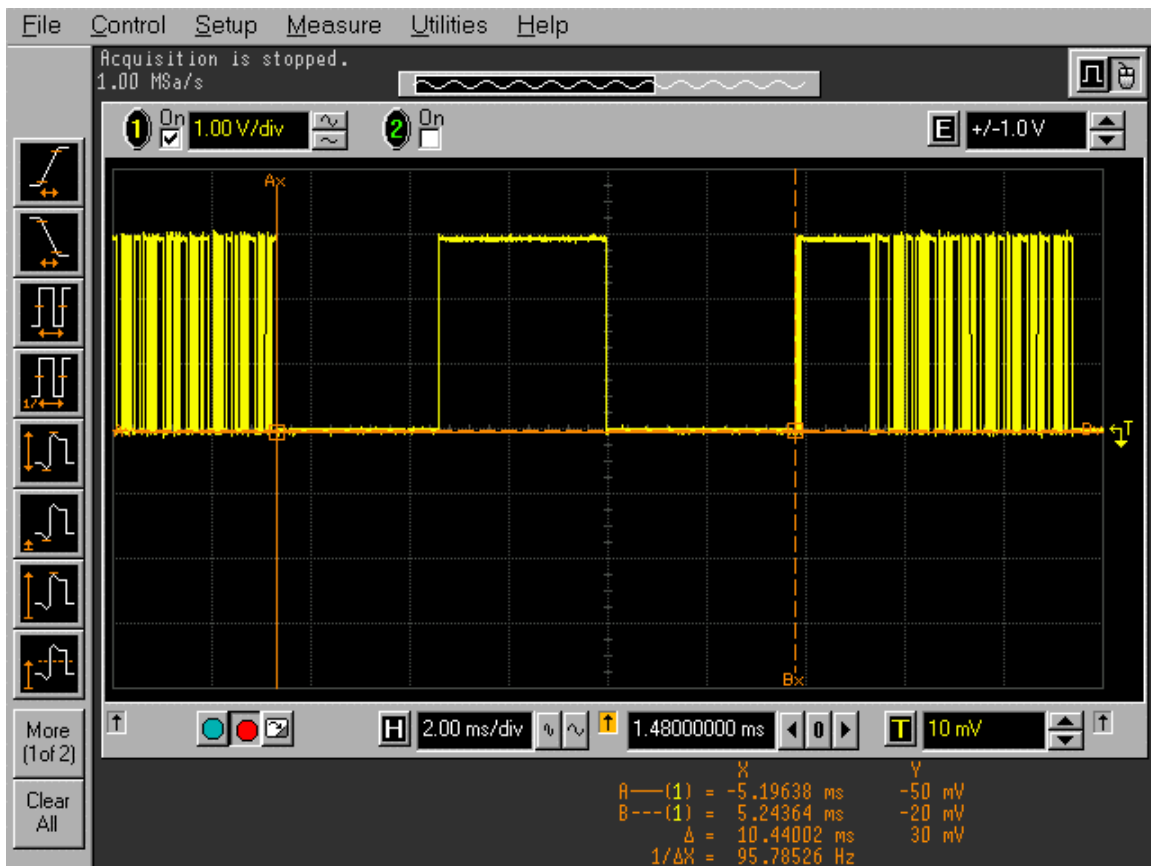 File Control Setup Measure Utilities Help
Acquisition is stopped.
1.00 MSa/s
1 On 1.00 V/div 2 On E +/-1.0 V
Ax
T
Bx
1/
More
(1of 2)
Clear
All
H 2.00 ms/div 1.48000000 ms 0 T 10 mV
X Y
A——(1) = -5.19638 ms -50 mV
B---(1) = 5.24364 ms -20 mV
Δ = 10.44002 ms 30 mV
1/ΔX = 95.78526 Hz